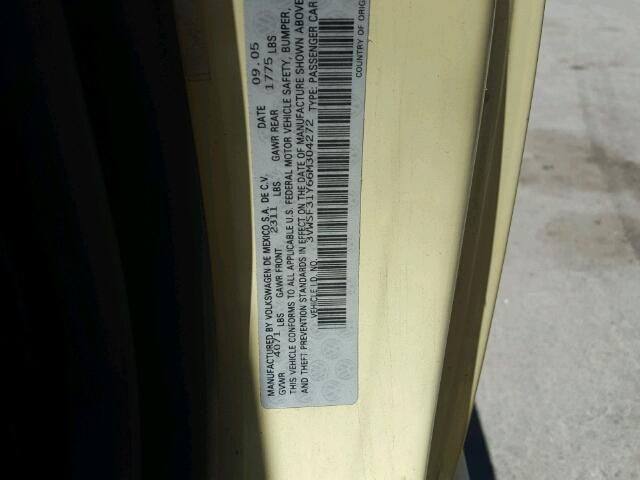 MANUFACTURED BY VOLKSWAGEN DE MEXICO S.A. DE C.V. DATE 09.05
GVWR 4071 LBS GAWR FRONT 2311 LBS GAWR REAR 1775 LBS
THIS VEHICLE CONFORMS TO ALL APPLICABLE U.S. FEDERAL MOTOR VEHICLE SAFETY, BUMPER,
AND THEFT PREVENTION STANDARDS IN EFFECT ON THE DATE OF MANUFACTURE SHOWN ABOVE
VEHICLE I.D. NO. 3VWSF31Y66M304272 TYPE: PASSENGER CAR
COUNTRY OF ORIG